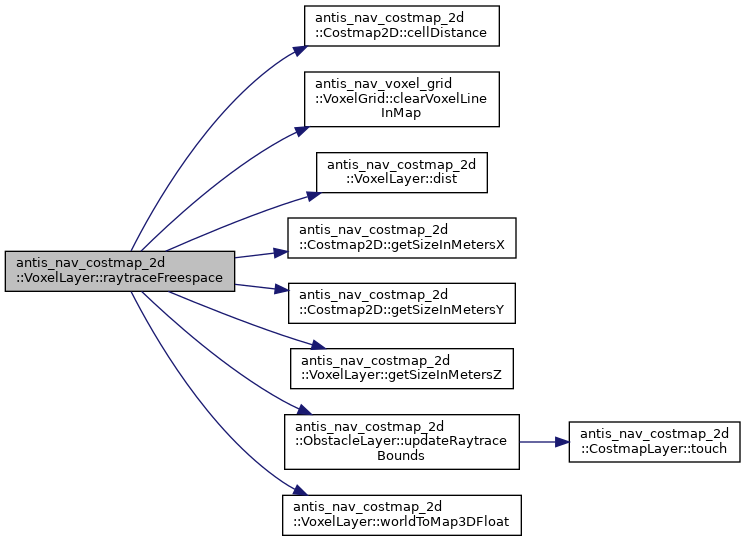 antis_nav_costmap_2d
::Costmap2D::cellDistance
antis_nav_voxel_grid
::VoxelGrid::clearVoxelLine
InMap
antis_nav_costmap_2d
::VoxelLayer::dist
antis_nav_costmap_2d
::Costmap2D::getSizeInMetersX
antis_nav_costmap_2d
::VoxelLayer::raytraceFreespace
antis_nav_costmap_2d
::Costmap2D::getSizeInMetersY
antis_nav_costmap_2d
::VoxelLayer::getSizeInMetersZ
antis_nav_costmap_2d
::ObstacleLayer::updateRaytrace
Bounds
antis_nav_costmap_2d
::CostmapLayer::touch
antis_nav_costmap_2d
::VoxelLayer::worldToMap3DFloat